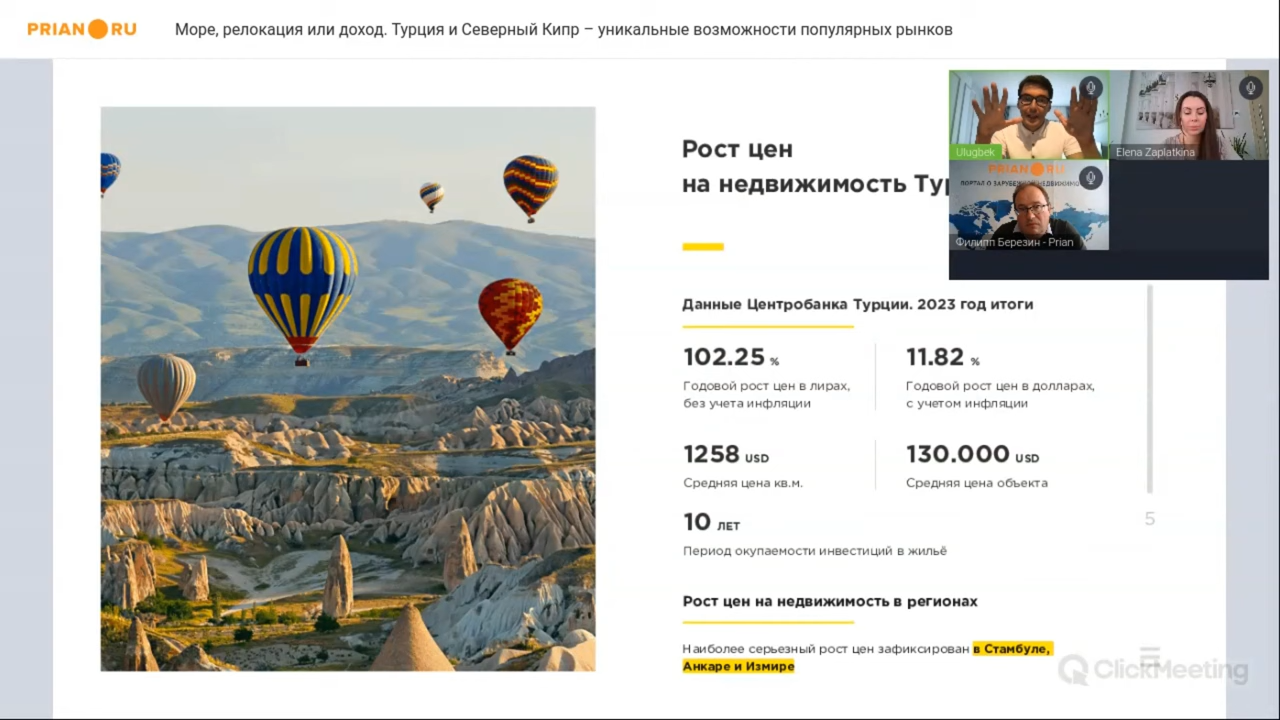 PRIAN RU
Море, релокация или доход. Турция и Северный Кипр – уникальные возможности популярных рынков
Ulugbek
Elena Zaplatkina
PRIAN RU
Филипп Березин - Prian
Рост цен
на недвижимость
Данные Центробанка Турции. 2023 год итоги
102.25 %
Годовой рост цен в лирах,
без учета инфляции
11.82 %
Годовой рост цен в долларах,
с учетом инфляции
1258 USD
Средняя цена кв.м.
130.000 USD
Средняя цена объекта
10 ЛЕТ
Период окупаемости инвестиций в жильё
5
Рост цен на недвижимость в регионах
Наиболее серьезный рост цен зафиксирован в Стамбуле,
Анкаре и Измире
ClickMeeting